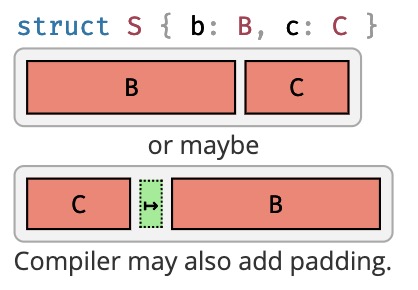 struct S { b: B, c: C }
B C
or maybe
C ↦ B
Compiler may also add padding.